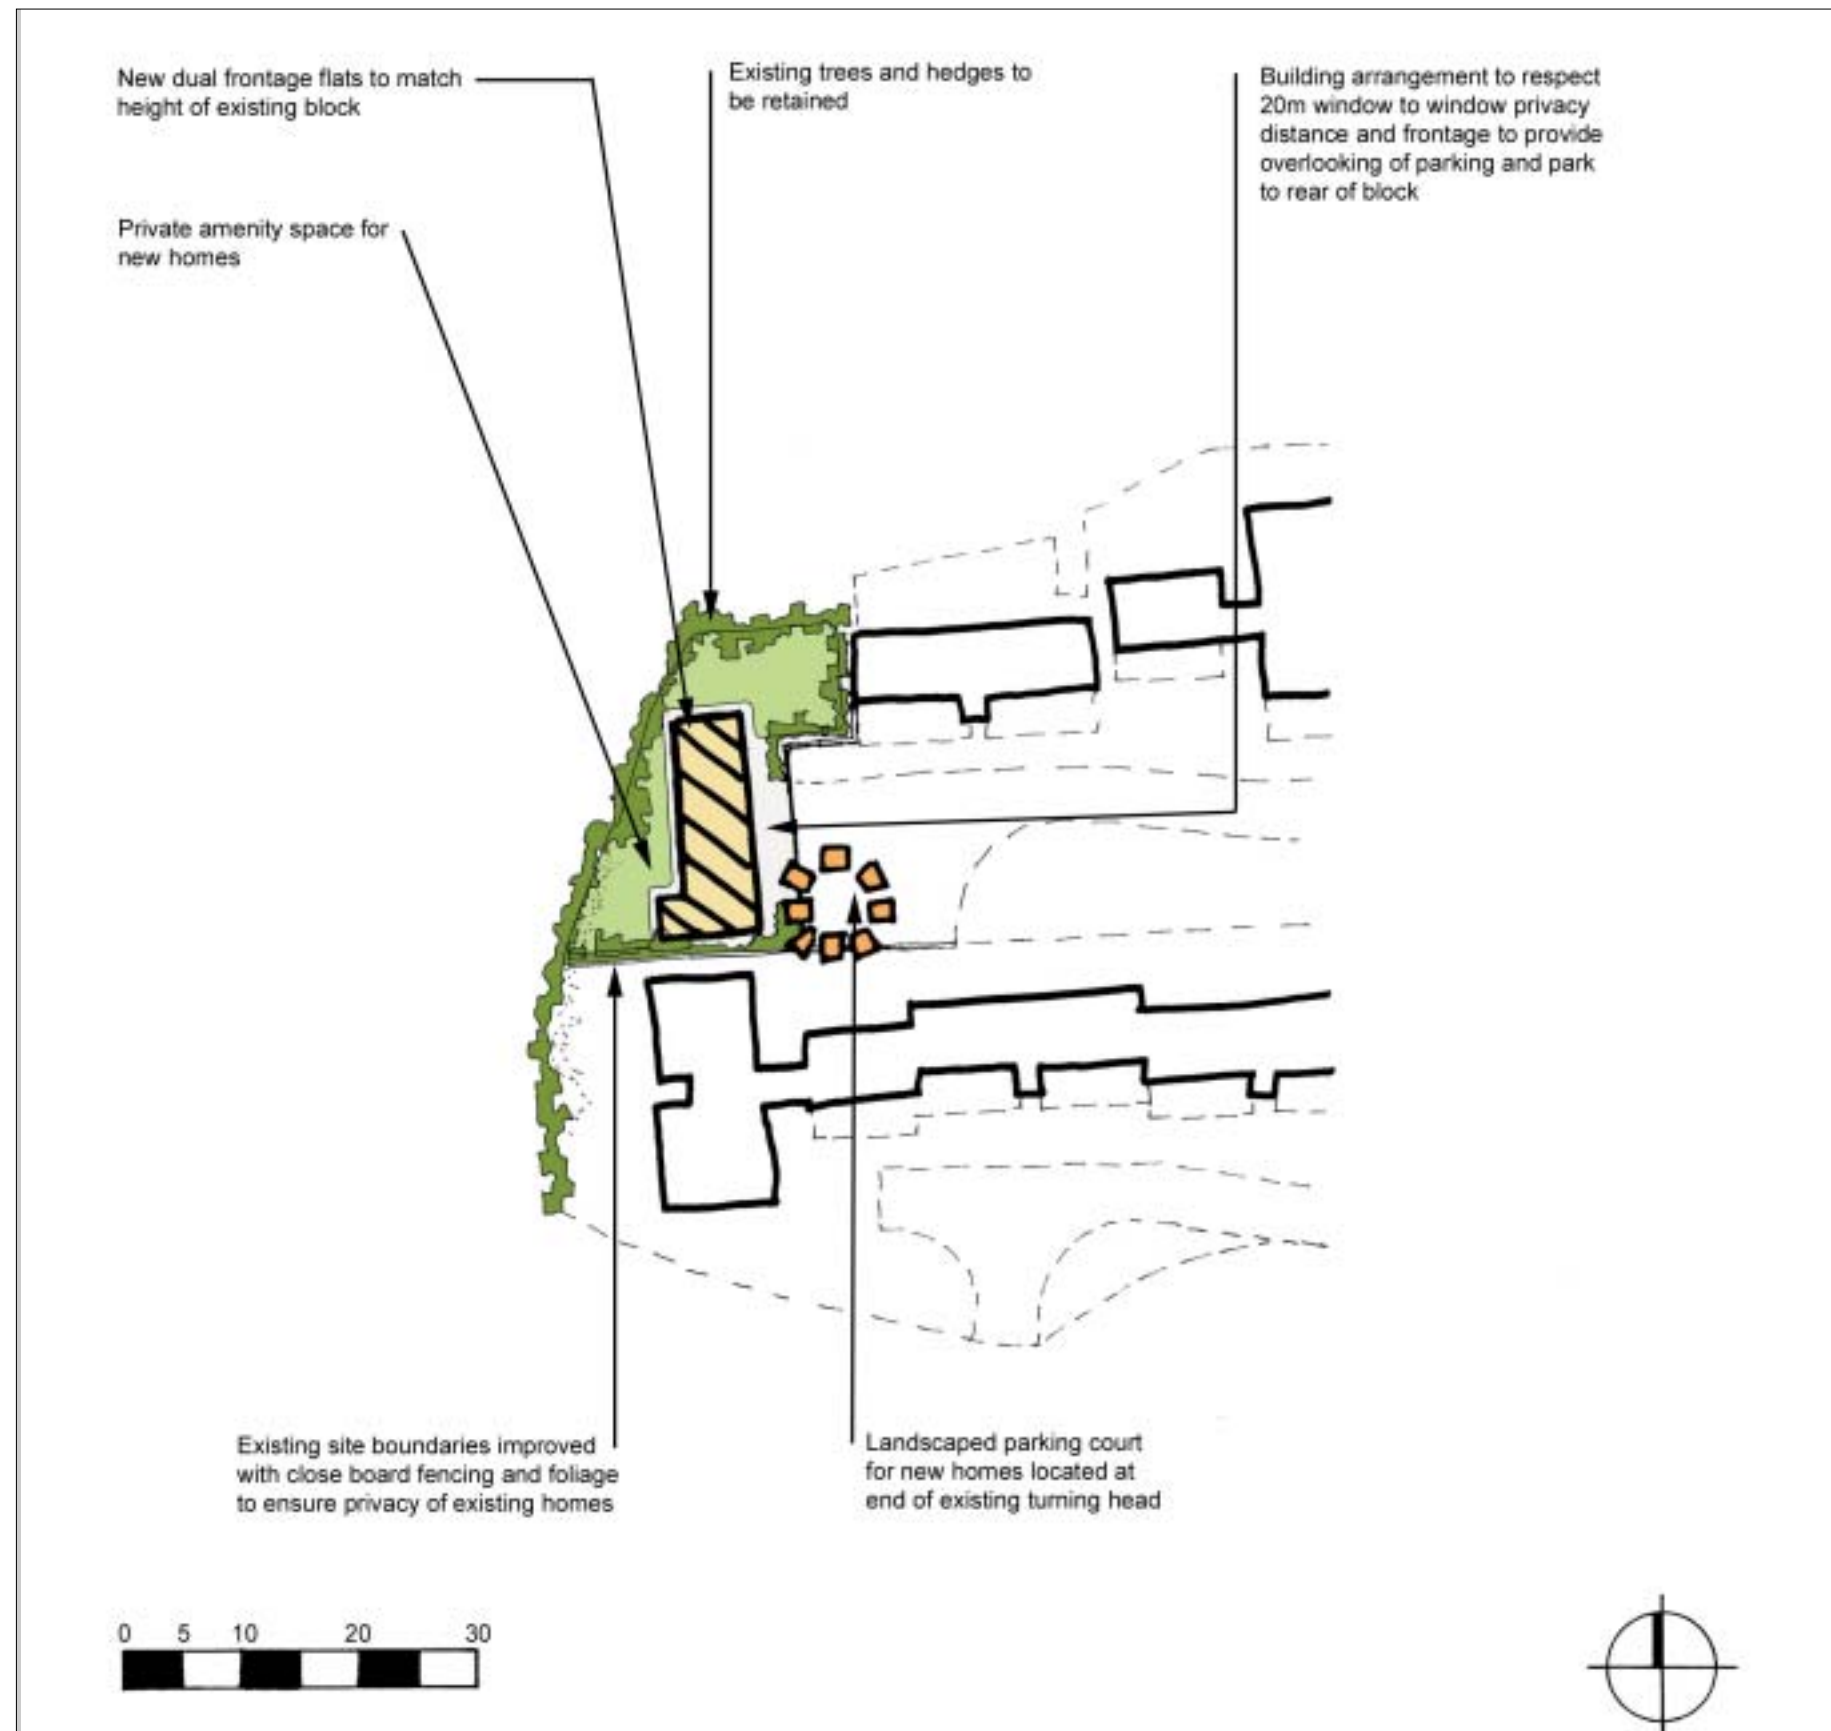 New dual frontage flats to match
height of existing block
Existing trees and hedges to
be retained
Building arrangement to respect
20m window to window privacy
distance and frontage to provide
overlooking of parking and park
to rear of block
Private amenity space for
new homes
Existing site boundaries improved
with close board fencing and foliage
to ensure privacy of existing homes
Landscaped parking court
for new homes located at
end of existing turning head
0 5 10 20 30